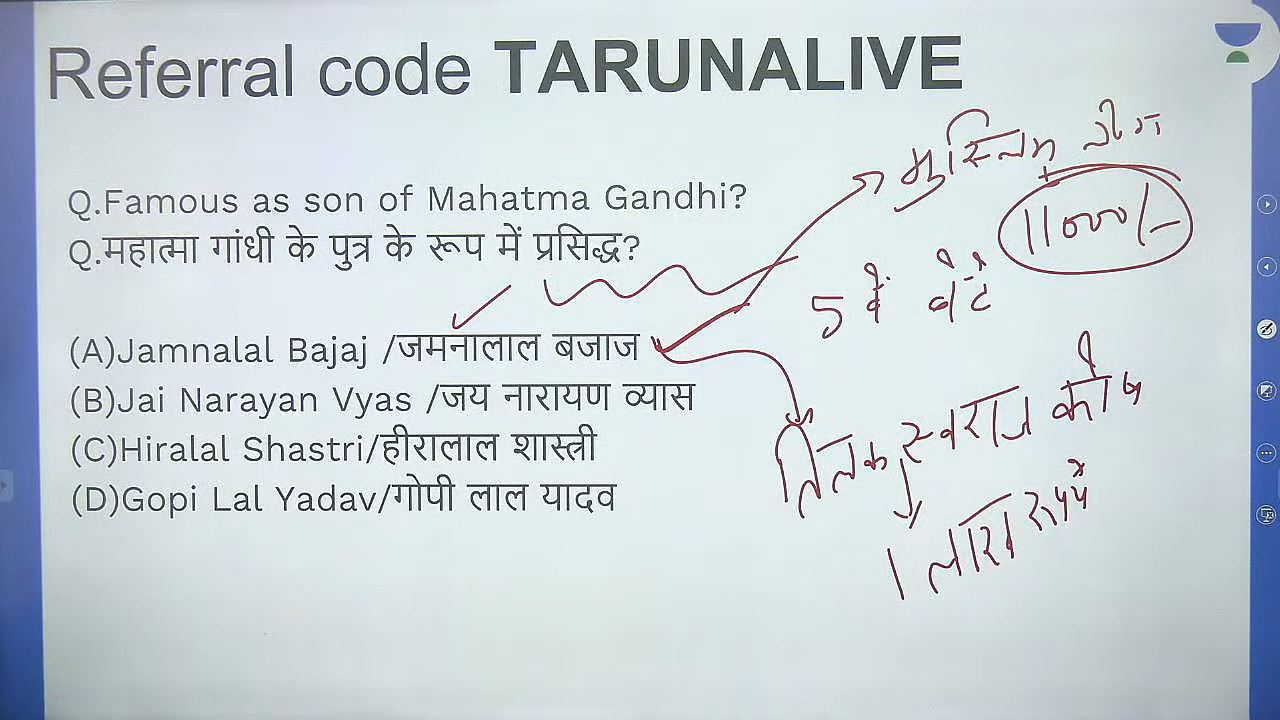 Referral code TARUNALIVE
Q.Famous as son of Mahatma Gandhi?
Q.महात्मा गांधी के पुत्र के रूप में प्रसिद्ध?
(A)Jamnalal Bajaj /जमनालाल बजाज
(B)Jai Narayan Vyas /जय नारायण व्यास
(C)Hiralal Shastri/हीरालाल शास्त्री
(D)Gopi Lal Yadav/गोपी लाल यादव
मुस्लिम लीग
11000/-
5 वें बेटे
तिलक स्वराज कोष
1 लाख रुपये